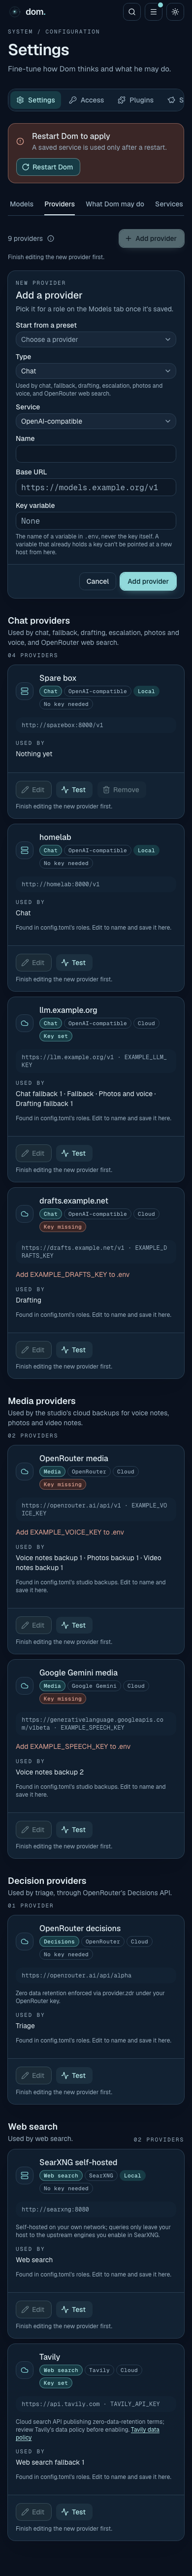 dom.
SYSTEM / CONFIGURATION
Settings
Fine-tune how Dom thinks and what he may do.
Settings
Access
Plugins
S
Restart Dom to apply
A saved service is used only after a restart.
Restart Dom
Models
Providers
What Dom may do
Services
9 providers
Add provider
Finish editing the new provider first.
NEW PROVIDER
Add a provider
Pick it for a role on the Models tab once it's saved.
Start from a preset
Choose a provider
Type
Chat
Used by chat, fallback, drafting, escalation, photos and
voice, and OpenRouter web search.
Service
OpenAI-compatible
Name
Base URL
https://models.example.org/v1
Key variable
None
The name of a variable in .env, never the key itself. A
variable that already holds a key can't be pointed at a new
host from here.
Cancel
Add provider
Chat providers
Used by chat, fallback, drafting, escalation, photos and
voice, and OpenRouter web search.
04 PROVIDERS
Spare box
Chat
OpenAI-compatible
Local
No key needed
http://sparebox:8000/v1
USED BY
Nothing yet
Edit
Test
Remove
Finish editing the new provider first.
homelab
Chat
OpenAI-compatible
Local
No key needed
http://homelab:8000/v1
USED BY
Chat
Found in config.toml's roles. Edit to name and save it here.
Edit
Test
Finish editing the new provider first.
llm.example.org
Chat
OpenAI-compatible
Cloud
Key set
https://llm.example.org/v1 · EXAMPLE_LLM_
KEY
USED BY
Chat fallback 1 · Fallback · Photos and voice ·
Drafting fallback 1
Found in config.toml's roles. Edit to name and save it here.
Edit
Test
Finish editing the new provider first.
drafts.example.net
Chat
OpenAI-compatible
Cloud
Key missing
https://drafts.example.net/v1 · EXAMPLE_D
RAFTS_KEY
Add EXAMPLE_DRAFTS_KEY to .env
USED BY
Drafting
Found in config.toml's roles. Edit to name and save it here.
Edit
Test
Finish editing the new provider first.
Media providers
Used by the studio's cloud backups for voice notes,
photos and video notes.
02 PROVIDERS
OpenRouter media
Media
OpenRouter
Cloud
Key missing
https://openrouter.ai/api/v1 · EXAMPLE_VO
ICE_KEY
Add EXAMPLE_VOICE_KEY to .env
USED BY
Voice notes backup 1 · Photos backup 1 · Video
notes backup 1
Found in config.toml's studio backups. Edit to name and
save it here.
Edit
Test
Finish editing the new provider first.
Google Gemini media
Media
Google Gemini
Cloud
Key missing
https://generativelanguage.googleapis.co
m/v1beta · EXAMPLE_SPEECH_KEY
Add EXAMPLE_SPEECH_KEY to .env
USED BY
Voice notes backup 2
Found in config.toml's studio backups. Edit to name and
save it here.
Edit
Test
Finish editing the new provider first.
Decision providers
Used by triage, through OpenRouter's Decisions API.
01 PROVIDER
OpenRouter decisions
Decisions
OpenRouter
Cloud
No key needed
https://openrouter.ai/api/alpha
Zero data retention enforced via provider.zdr under your
OpenRouter key.
USED BY
Triage
Found in config.toml's roles. Edit to name and save it here.
Edit
Test
Finish editing the new provider first.
Web search
Used by web search.
02 PROVIDERS
SearXNG self-hosted
Web search
SearXNG
Local
No key needed
http://searxng:8080
Self-hosted on your own network; queries only leave your
host to the upstream engines you enable in SearXNG.
USED BY
Web search
Found in config.toml's roles. Edit to name and save it here.
Edit
Test
Finish editing the new provider first.
Tavily
Web search
Tavily
Cloud
Key set
https://api.tavily.com · TAVILY_API_KEY
Cloud search API publishing zero-data-retention terms;
review Tavily's data policy before enabling. Tavily data
policy
USED BY
Web search fallback 1
Found in config.toml's roles. Edit to name and save it here.
Edit
Test
Finish editing the new provider first.